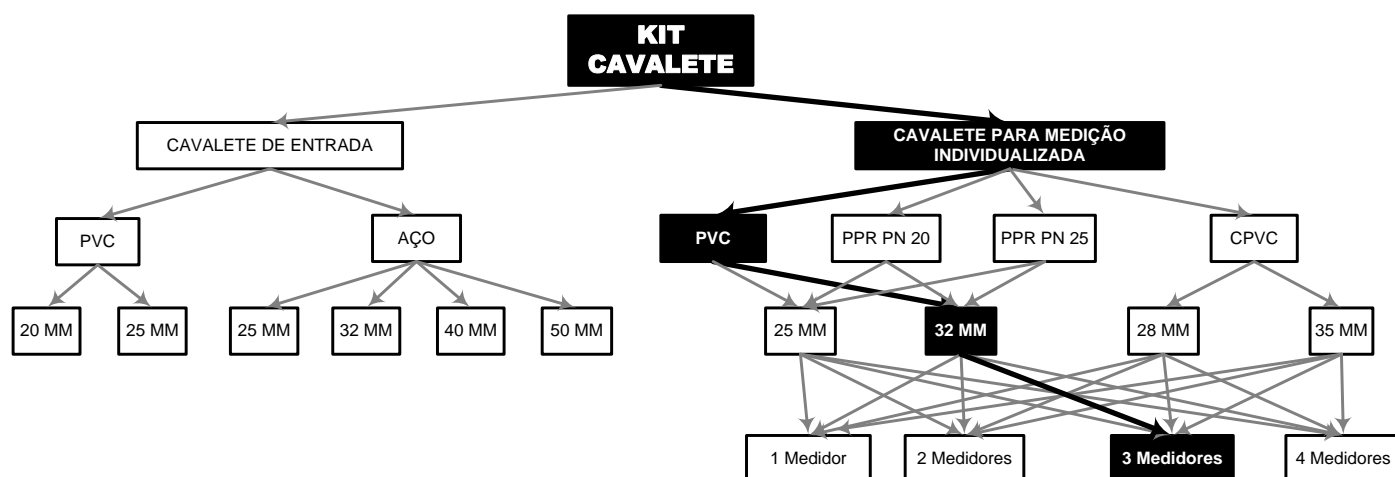 KIT
CAVALETE
CAVALETE DE ENTRADA
CAVALETE PARA MEDIÇÃO
INDIVIDUALIZADA
PVC
AÇO
PVC
PPR PN 20
PPR PN 25
CPVC
20 MM
25 MM
25 MM
32 MM
40 MM
50 MM
25 MM
32 MM
28 MM
35 MM
1 Medidor
2 Medidores
3 Medidores
4 Medidores